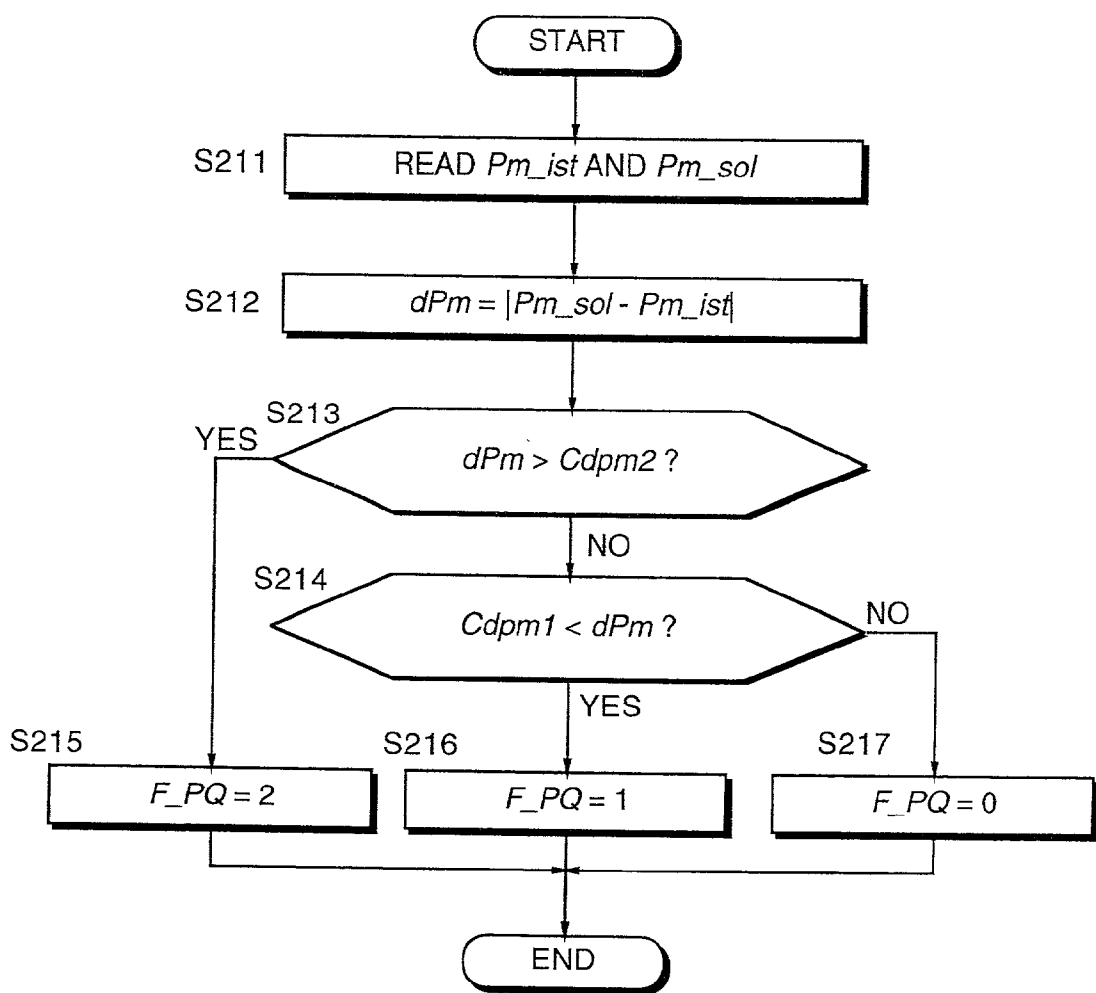 START
S211
READ Pm_ist AND Pm_sol
S212
dPm = |Pm_sol - Pm_ist|
S213
YES
dPm > Cdpm2 ?
NO
S214
Cdpm1 < dPm ?
NO
YES
S215
S216
S217
F_PQ = 2
F_PQ = 1
F_PQ = 0
END